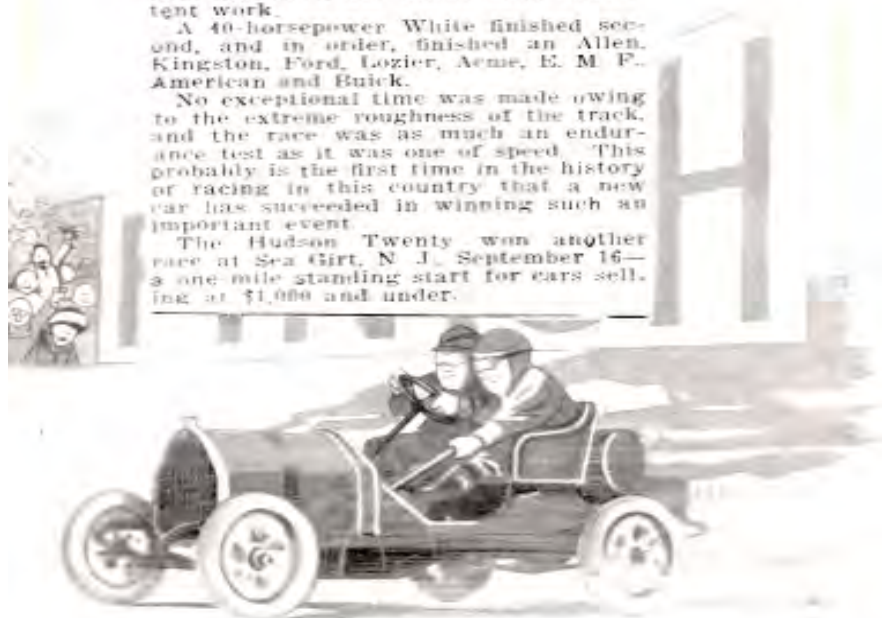 tent work.
A 40-horsepower White finished sec-
ond, and in order, finished an Allen,
Kingston, Ford, Lozier, Acme, E. M. F.,
American and Buick.
No exceptional time was made owing
to the extreme roughness of the track,
and the race was as much an endur-
ance test as it was one of speed. This
probably is the first time in the history
of racing in this country that a new
car has succeeded in winning such an
important event.
The Hudson Twenty won another
race at Sea Girt, N. J., September 16—
a one-mile standing start for cars sell-
ing at $1,000 and under.